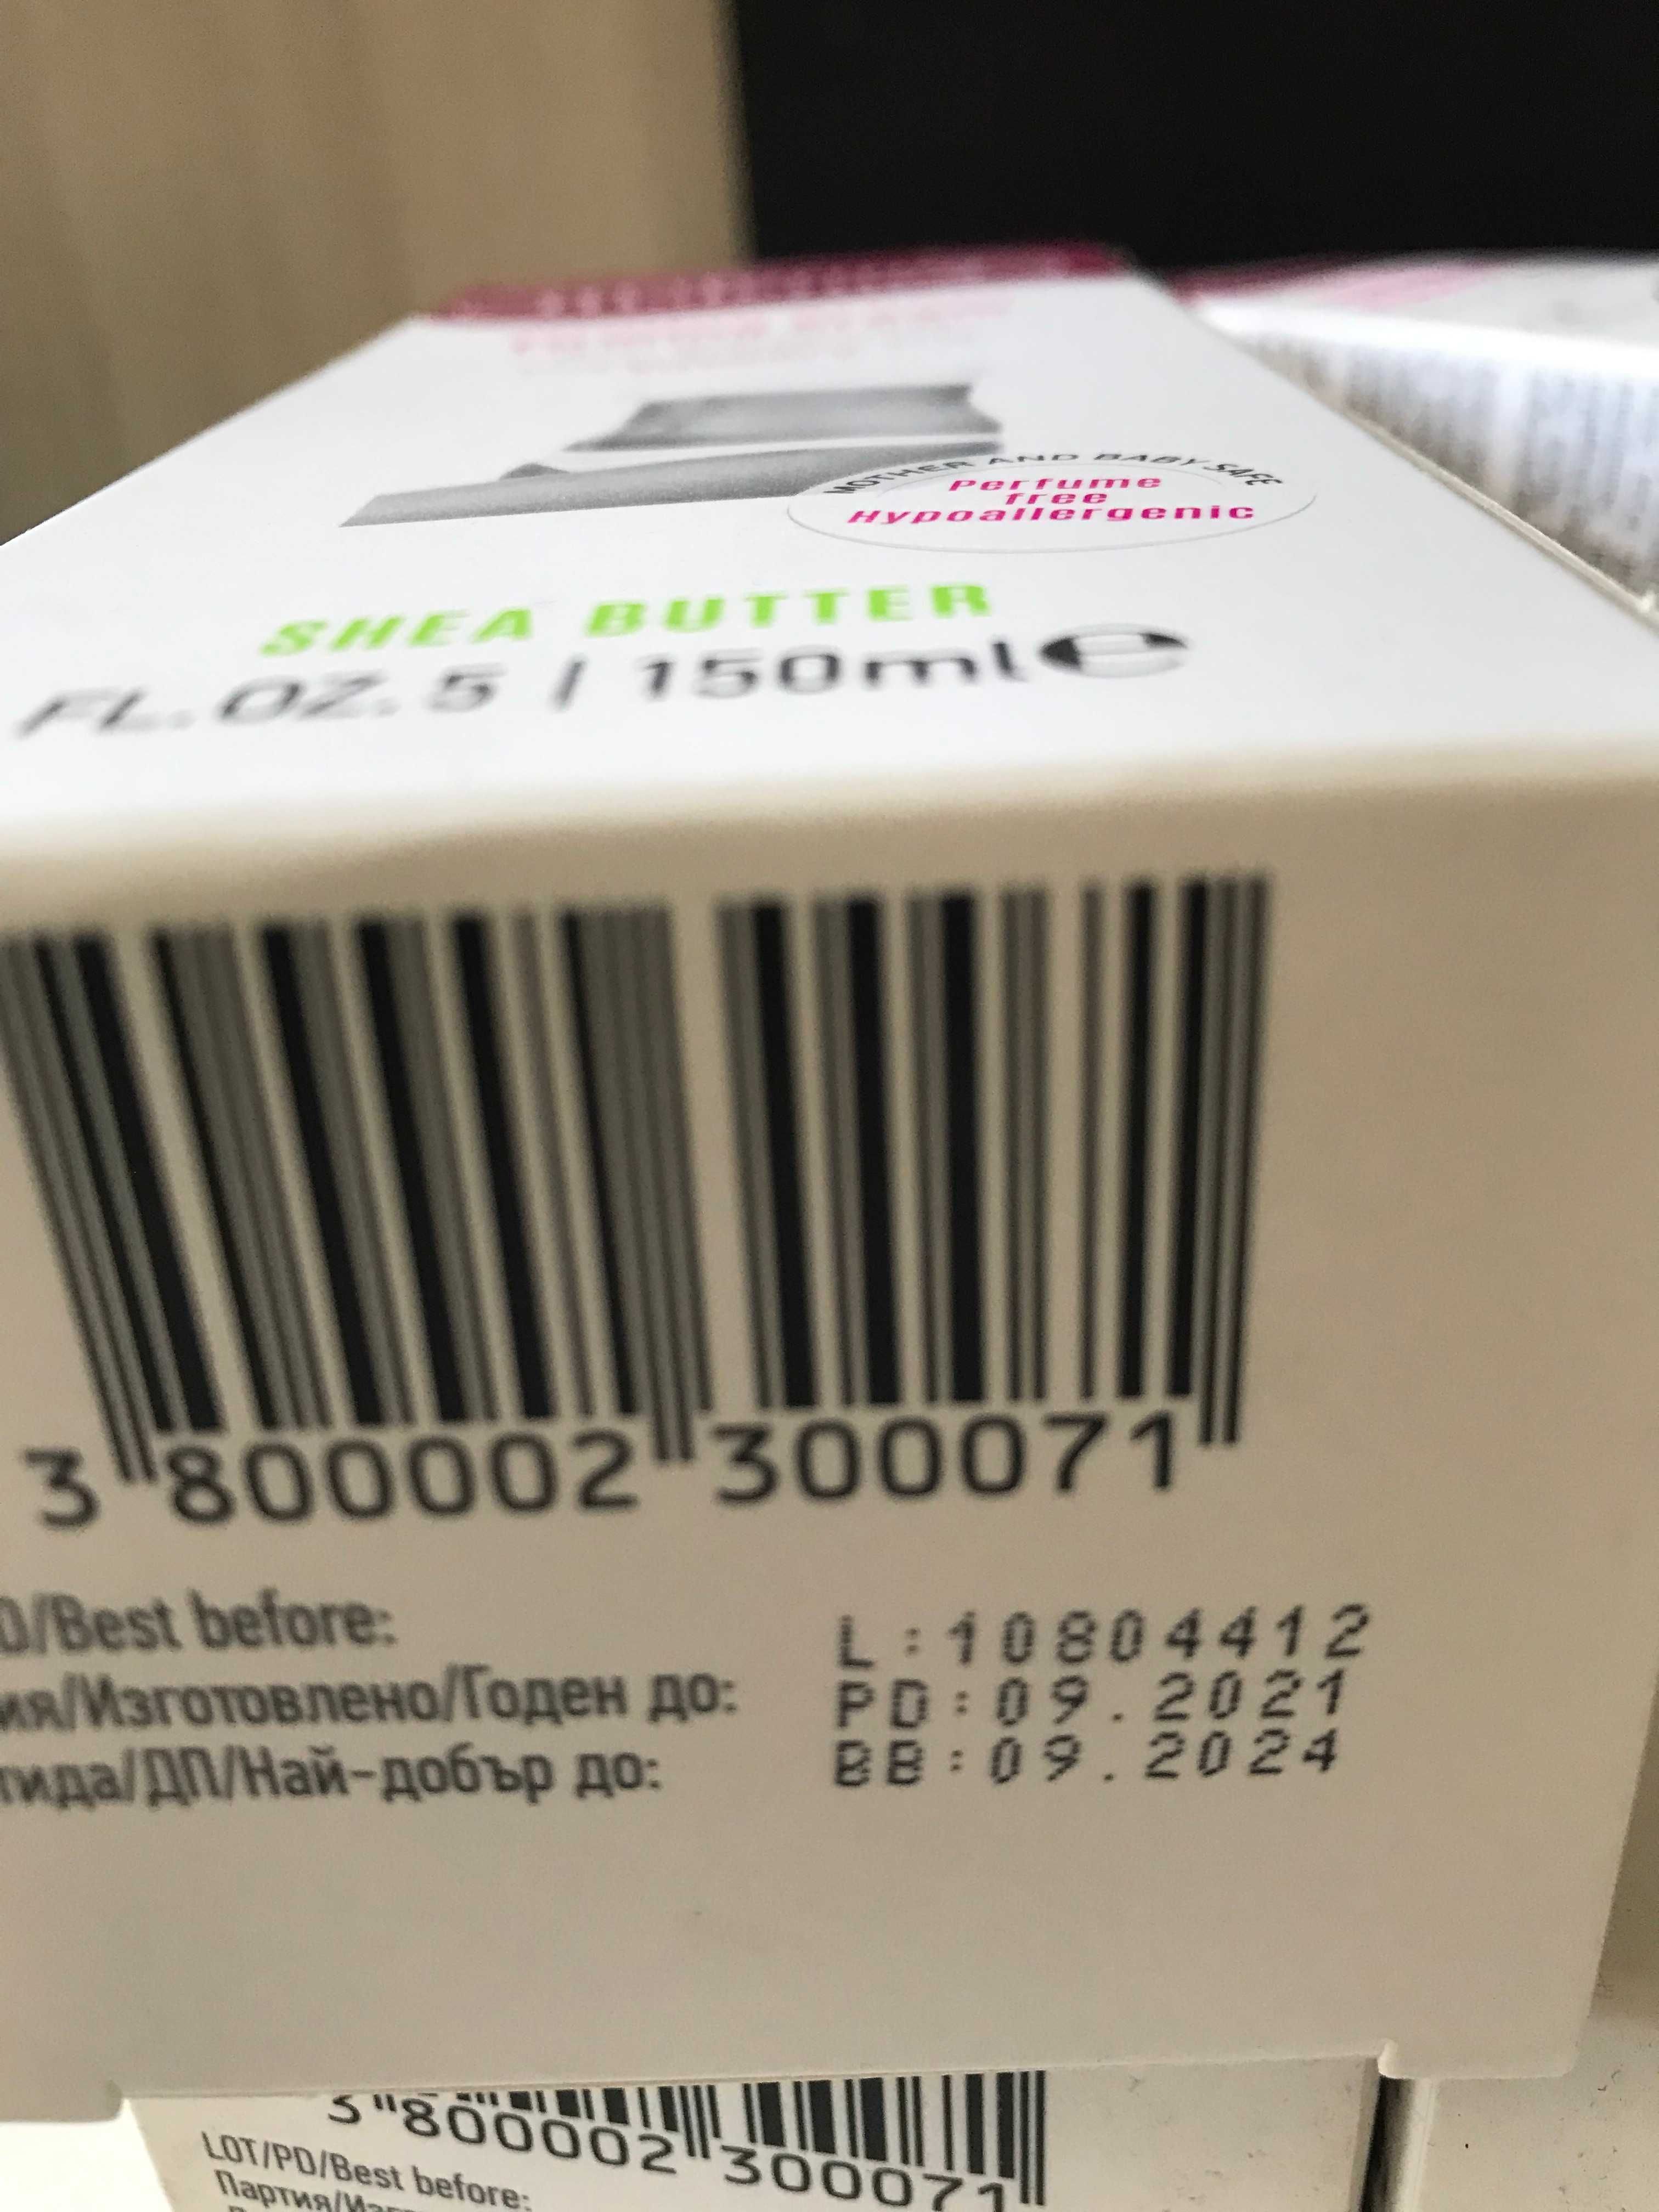 MOTHER AND BABY SAFE
Perfume
free
Hypoallergenic
SHEA BUTTER
FL.OZ.5 | 150ml e
3 800002 300071
D/Best before:
ия/Изготовлено/Годен до:
тида/ДП/Най-добър до:
L:10804412
PD:09.2021
BB:09.2024
3 800002 300071
LOT/PD/Best before: